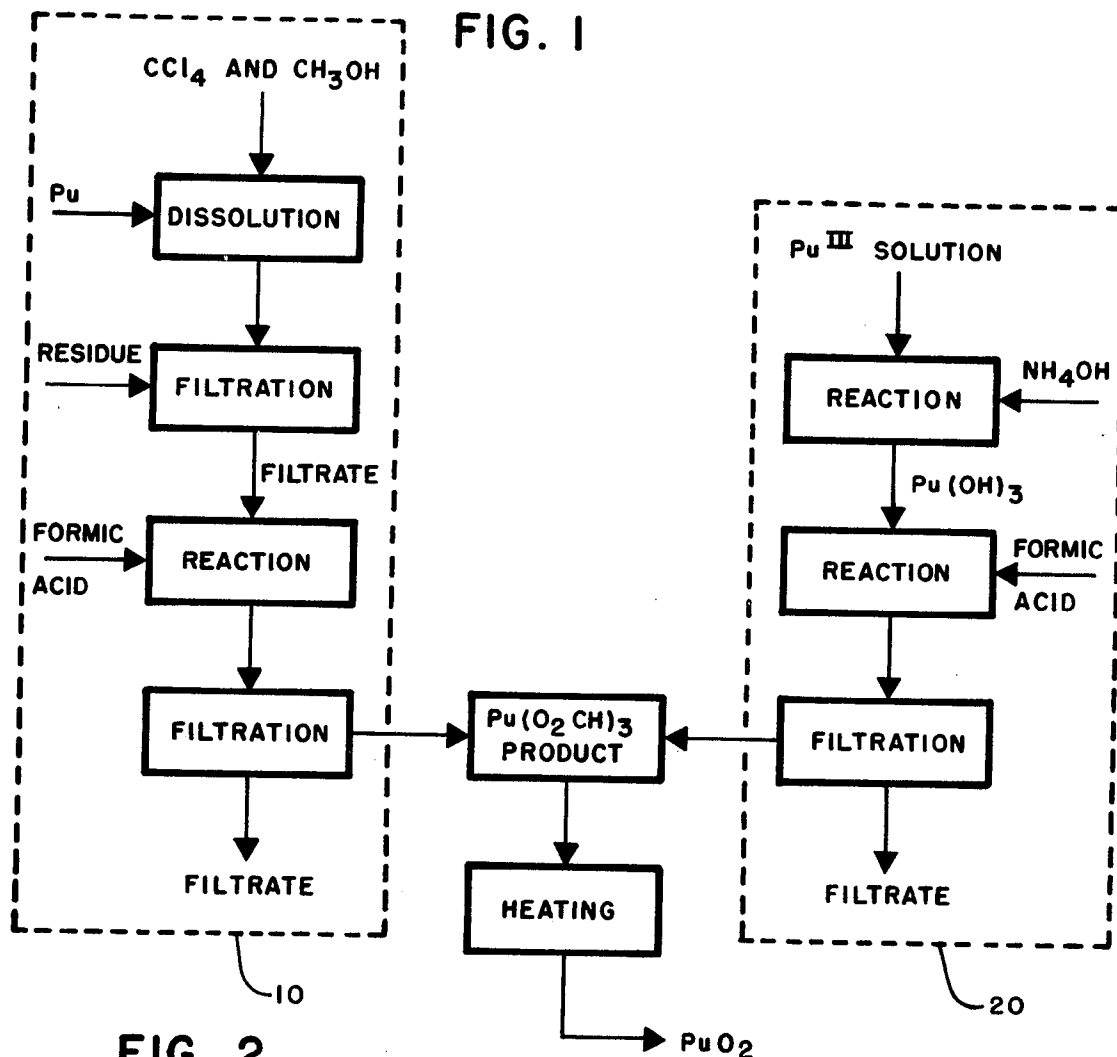 FIG. 1
CCl₄ AND CH₃OH
Pu
DISSOLUTION
RESIDUE
FILTRATION
FILTRATE
FORMIC
ACID
REACTION
FILTRATION
FILTRATE
10
Pu(O₂CH)₃
PRODUCT
HEATING
PuO₂
Pu III SOLUTION
NH₄OH
REACTION
Pu(OH)₃
FORMIC
ACID
REACTION
FILTRATION
FILTRATE
20
FIG. 2